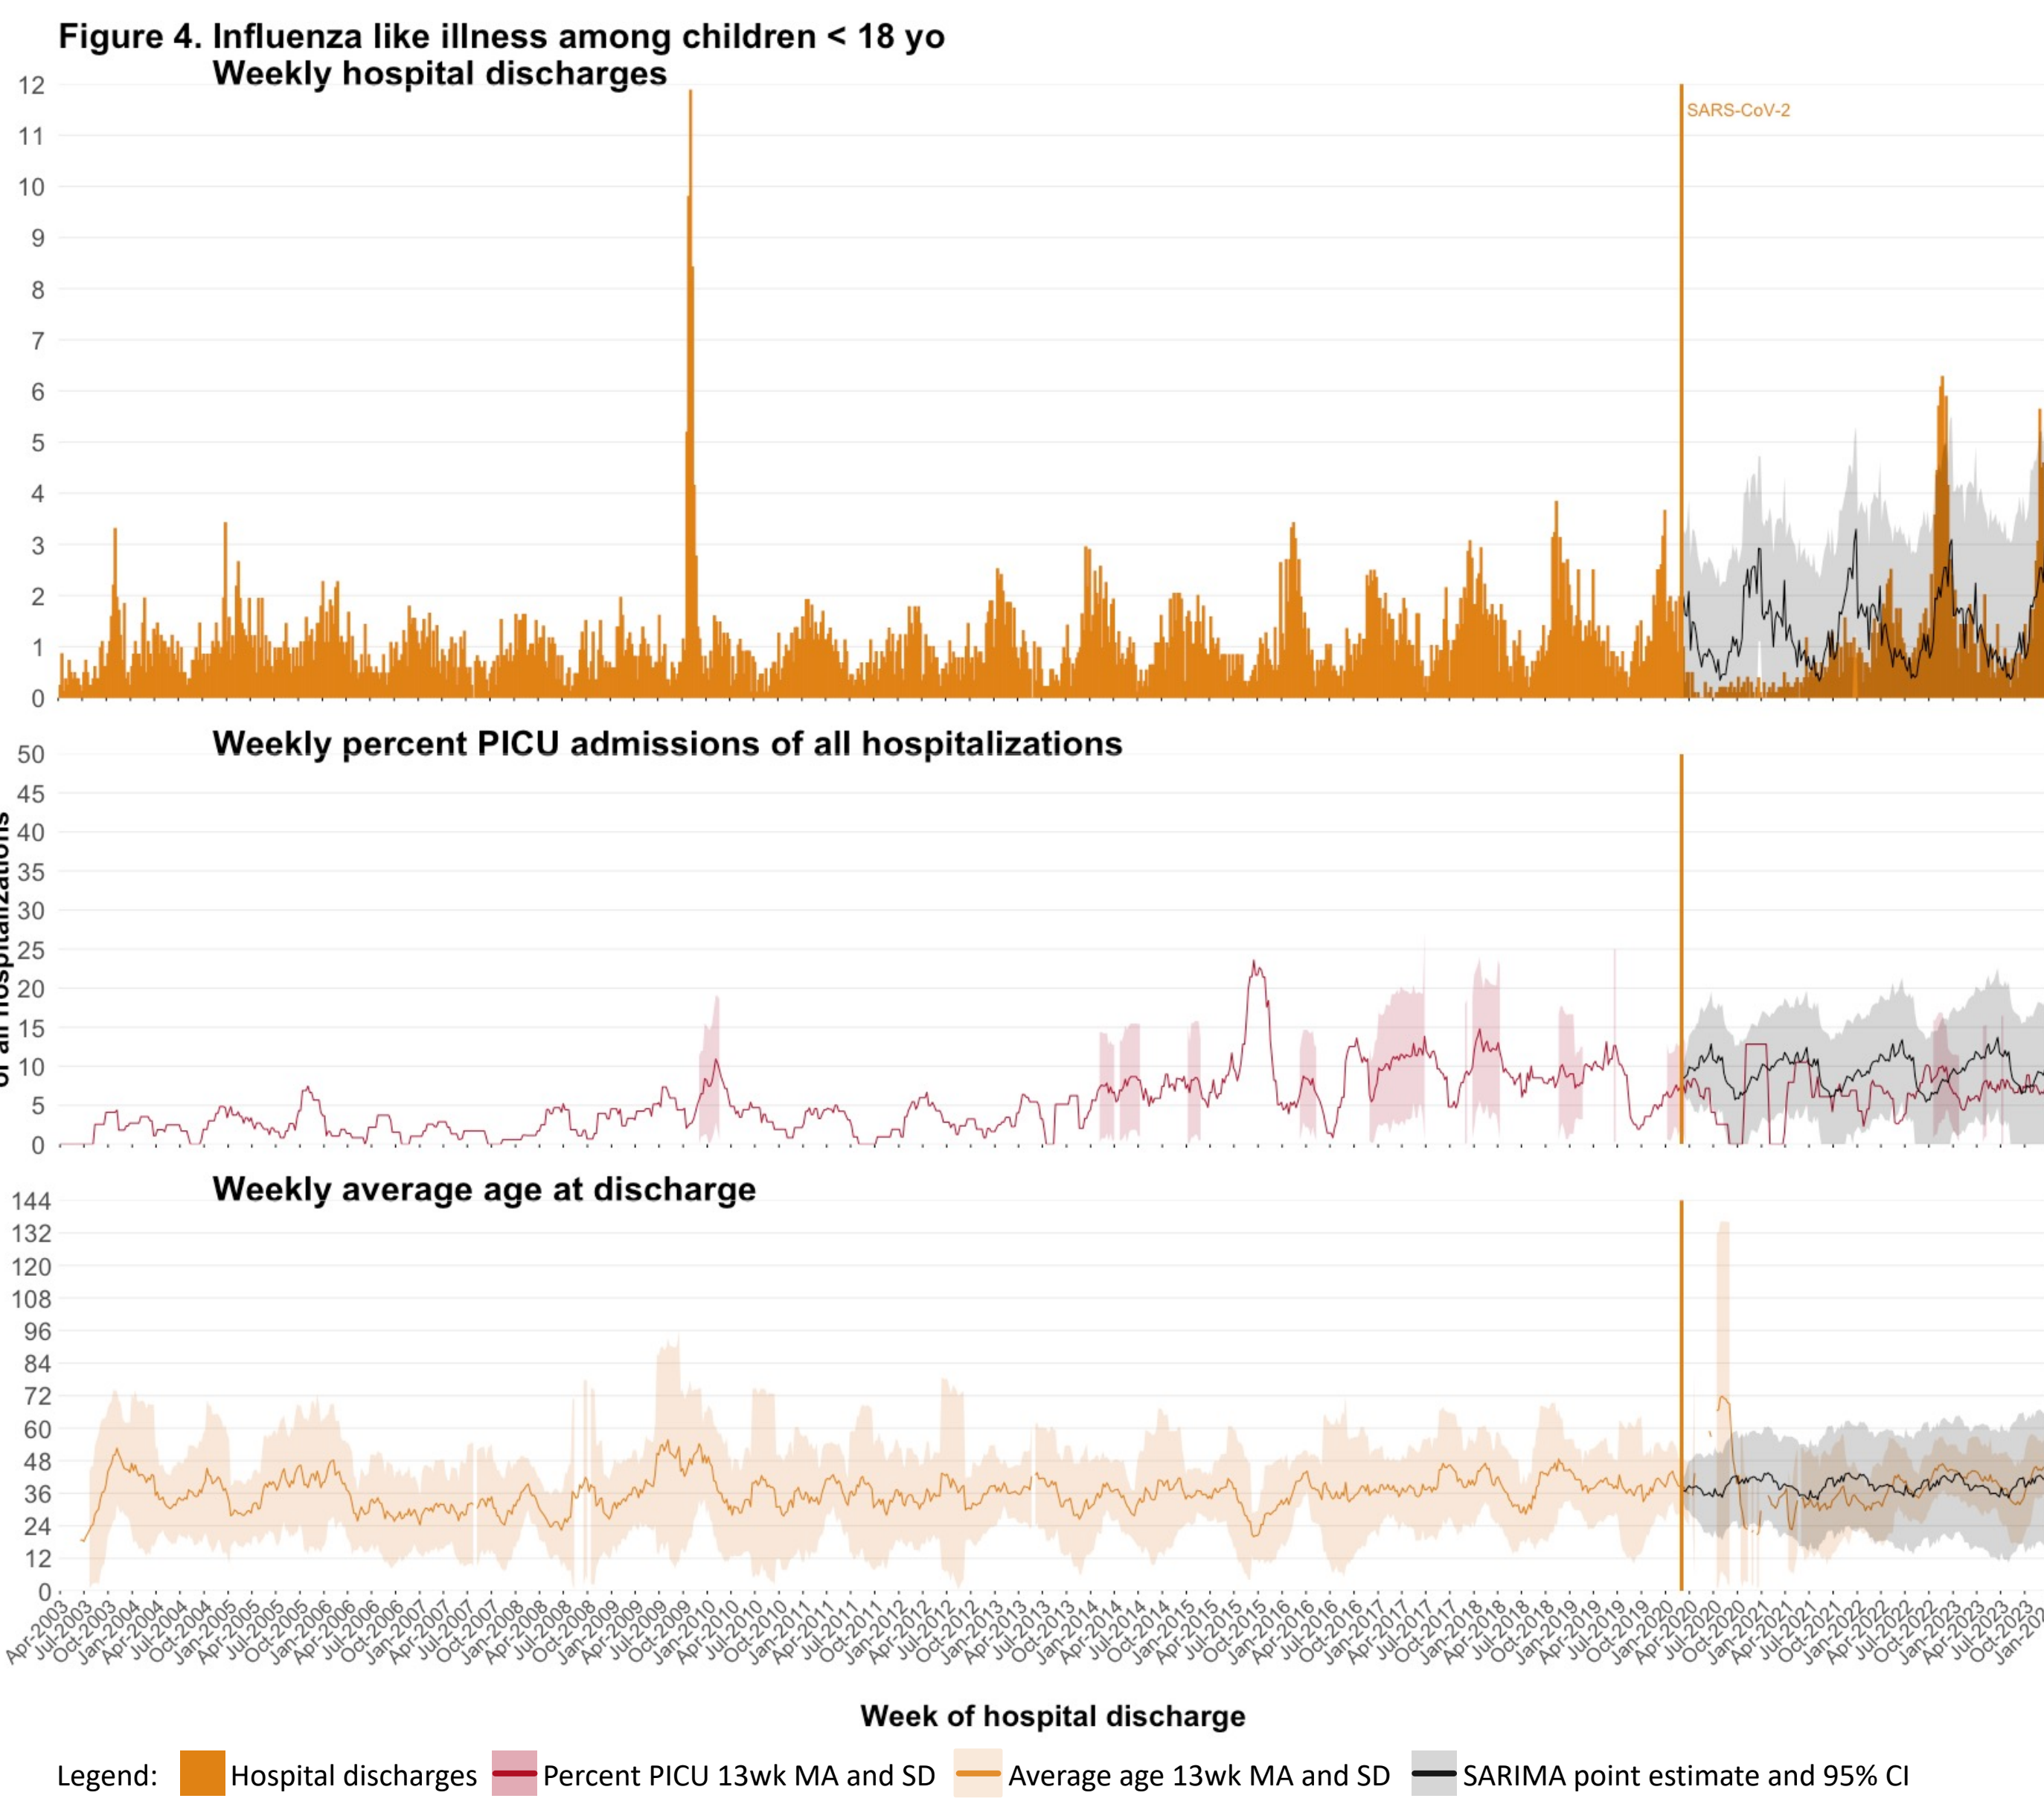 Figure 4. Influenza like illness among children < 18 yo
Weekly hospital discharges
12
11
10
9
8
7
6
5
4
3
2
1
0
SARS-CoV-2
Weekly percent PICU admissions of all hospitalizations
of all hospitalizations
50
45
40
35
30
25
20
15
10
5
0
Weekly average age at discharge
144
132
120
108
96
84
72
60
48
36
24
12
0
Apr-2003
Jul-2003
Oct-2003
Jan-2004
Apr-2004
Jul-2004
Oct-2004
Jan-2005
Apr-2005
Jul-2005
Oct-2005
Jan-2006
Apr-2006
Jul-2006
Oct-2006
Jan-2007
Apr-2007
Jul-2007
Oct-2007
Jan-2008
Apr-2008
Jul-2008
Oct-2008
Jan-2009
Apr-2009
Jul-2009
Oct-2009
Jan-2010
Apr-2010
Jul-2010
Oct-2010
Jan-2011
Apr-2011
Jul-2011
Oct-2011
Jan-2012
Apr-2012
Jul-2012
Oct-2012
Jan-2013
Apr-2013
Jul-2013
Oct-2013
Jan-2014
Apr-2014
Jul-2014
Oct-2014
Jan-2015
Apr-2015
Jul-2015
Oct-2015
Jan-2016
Apr-2016
Jul-2016
Oct-2016
Jan-2017
Apr-2017
Jul-2017
Oct-2017
Jan-2018
Apr-2018
Jul-2018
Oct-2018
Jan-2019
Apr-2019
Jul-2019
Oct-2019
Jan-2020
Apr-2020
Jul-2020
Oct-2020
Jan-2021
Apr-2021
Jul-2021
Oct-2021
Jan-2022
Apr-2022
Jul-2022
Oct-2022
Jan-2023
Apr-2023
Jul-2023
Oct-2023
Week of hospital discharge
Legend: Hospital discharges Percent PICU 13wk MA and SD Average age 13wk MA and SD SARIMA point estimate and 95% CI